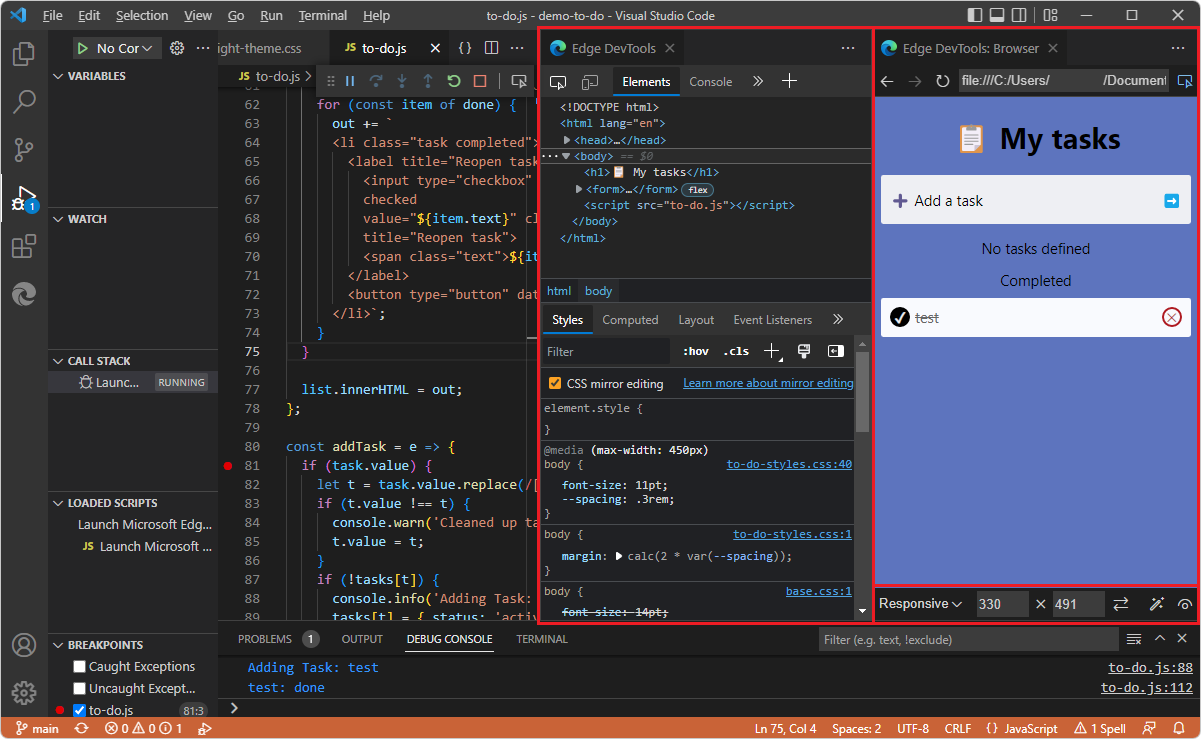 File Edit Selection View Go Run Terminal Help
to-do.js - demo-to-do - Visual Studio Code
No Cor
ight-theme.css
JS to-do.js
Edge DevTools
Edge DevTools: Browser
VARIABLES
WATCH
CALL STACK
Launc... RUNNING
LOADED SCRIPTS
Launch Microsoft Edg...
JS Launch Microsoft ...
BREAKPOINTS
Caught Exceptions
Uncaught Except...
to-do.js 81:3
1
JS to-do.js >
61
62 for (const item of done) {
63 out += `
64 <li class="task completed">
65 <label title="Reopen task
66 <input type="checkbox"
67 checked
68 value="${item.text}" cl
69 title="Reopen task">
70 <span class="text">${it
71 </label>
72 <button type="button" dat
73 </li>`;
74 }
75 }
76
77 list.innerHTML = out;
78 };
79
80 const addTask = e => {
81 if (task.value) {
82 let t = task.value.replace(/[
83 if (t.value !== t) {
84 console.warn('Cleaned up ta
85 t.value = t;
86 }
87 if (!tasks[t]) {
88 console.info('Adding Task:
89 tasks[t] = { status: 'activ
Elements Console
<!DOCTYPE html>
<html lang="en">
<head>…</head>
··· <body> == $0
<h1>📋 My tasks</h1>
<form>…</form> flex
<script src="to-do.js"></script>
</body>
</html>
html body
Styles Computed Layout Event Listeners
Filter :hov .cls
CSS mirror editing Learn more about mirror editing
element.style {
}
@media (max-width: 450px)
body { to-do-styles.css:40
font-size: 11pt;
--spacing: .3rem;
}
body { to-do-styles.css:1
margin: calc(2 * var(--spacing));
}
body { base.css:1
font-size: 14pt;
file:///C:/Users/ /Document
My tasks
Add a task
No tasks defined
Completed
test
Responsive 330 × 491
PROBLEMS 1 OUTPUT DEBUG CONSOLE TERMINAL
Filter (e.g. text, !exclude)
Adding Task: test to-do.js:88
test: done to-do.js:112
>
main 0 0 1
Ln 75, Col 4 Spaces: 2 UTF-8 CRLF {} JavaScript 1 Spell